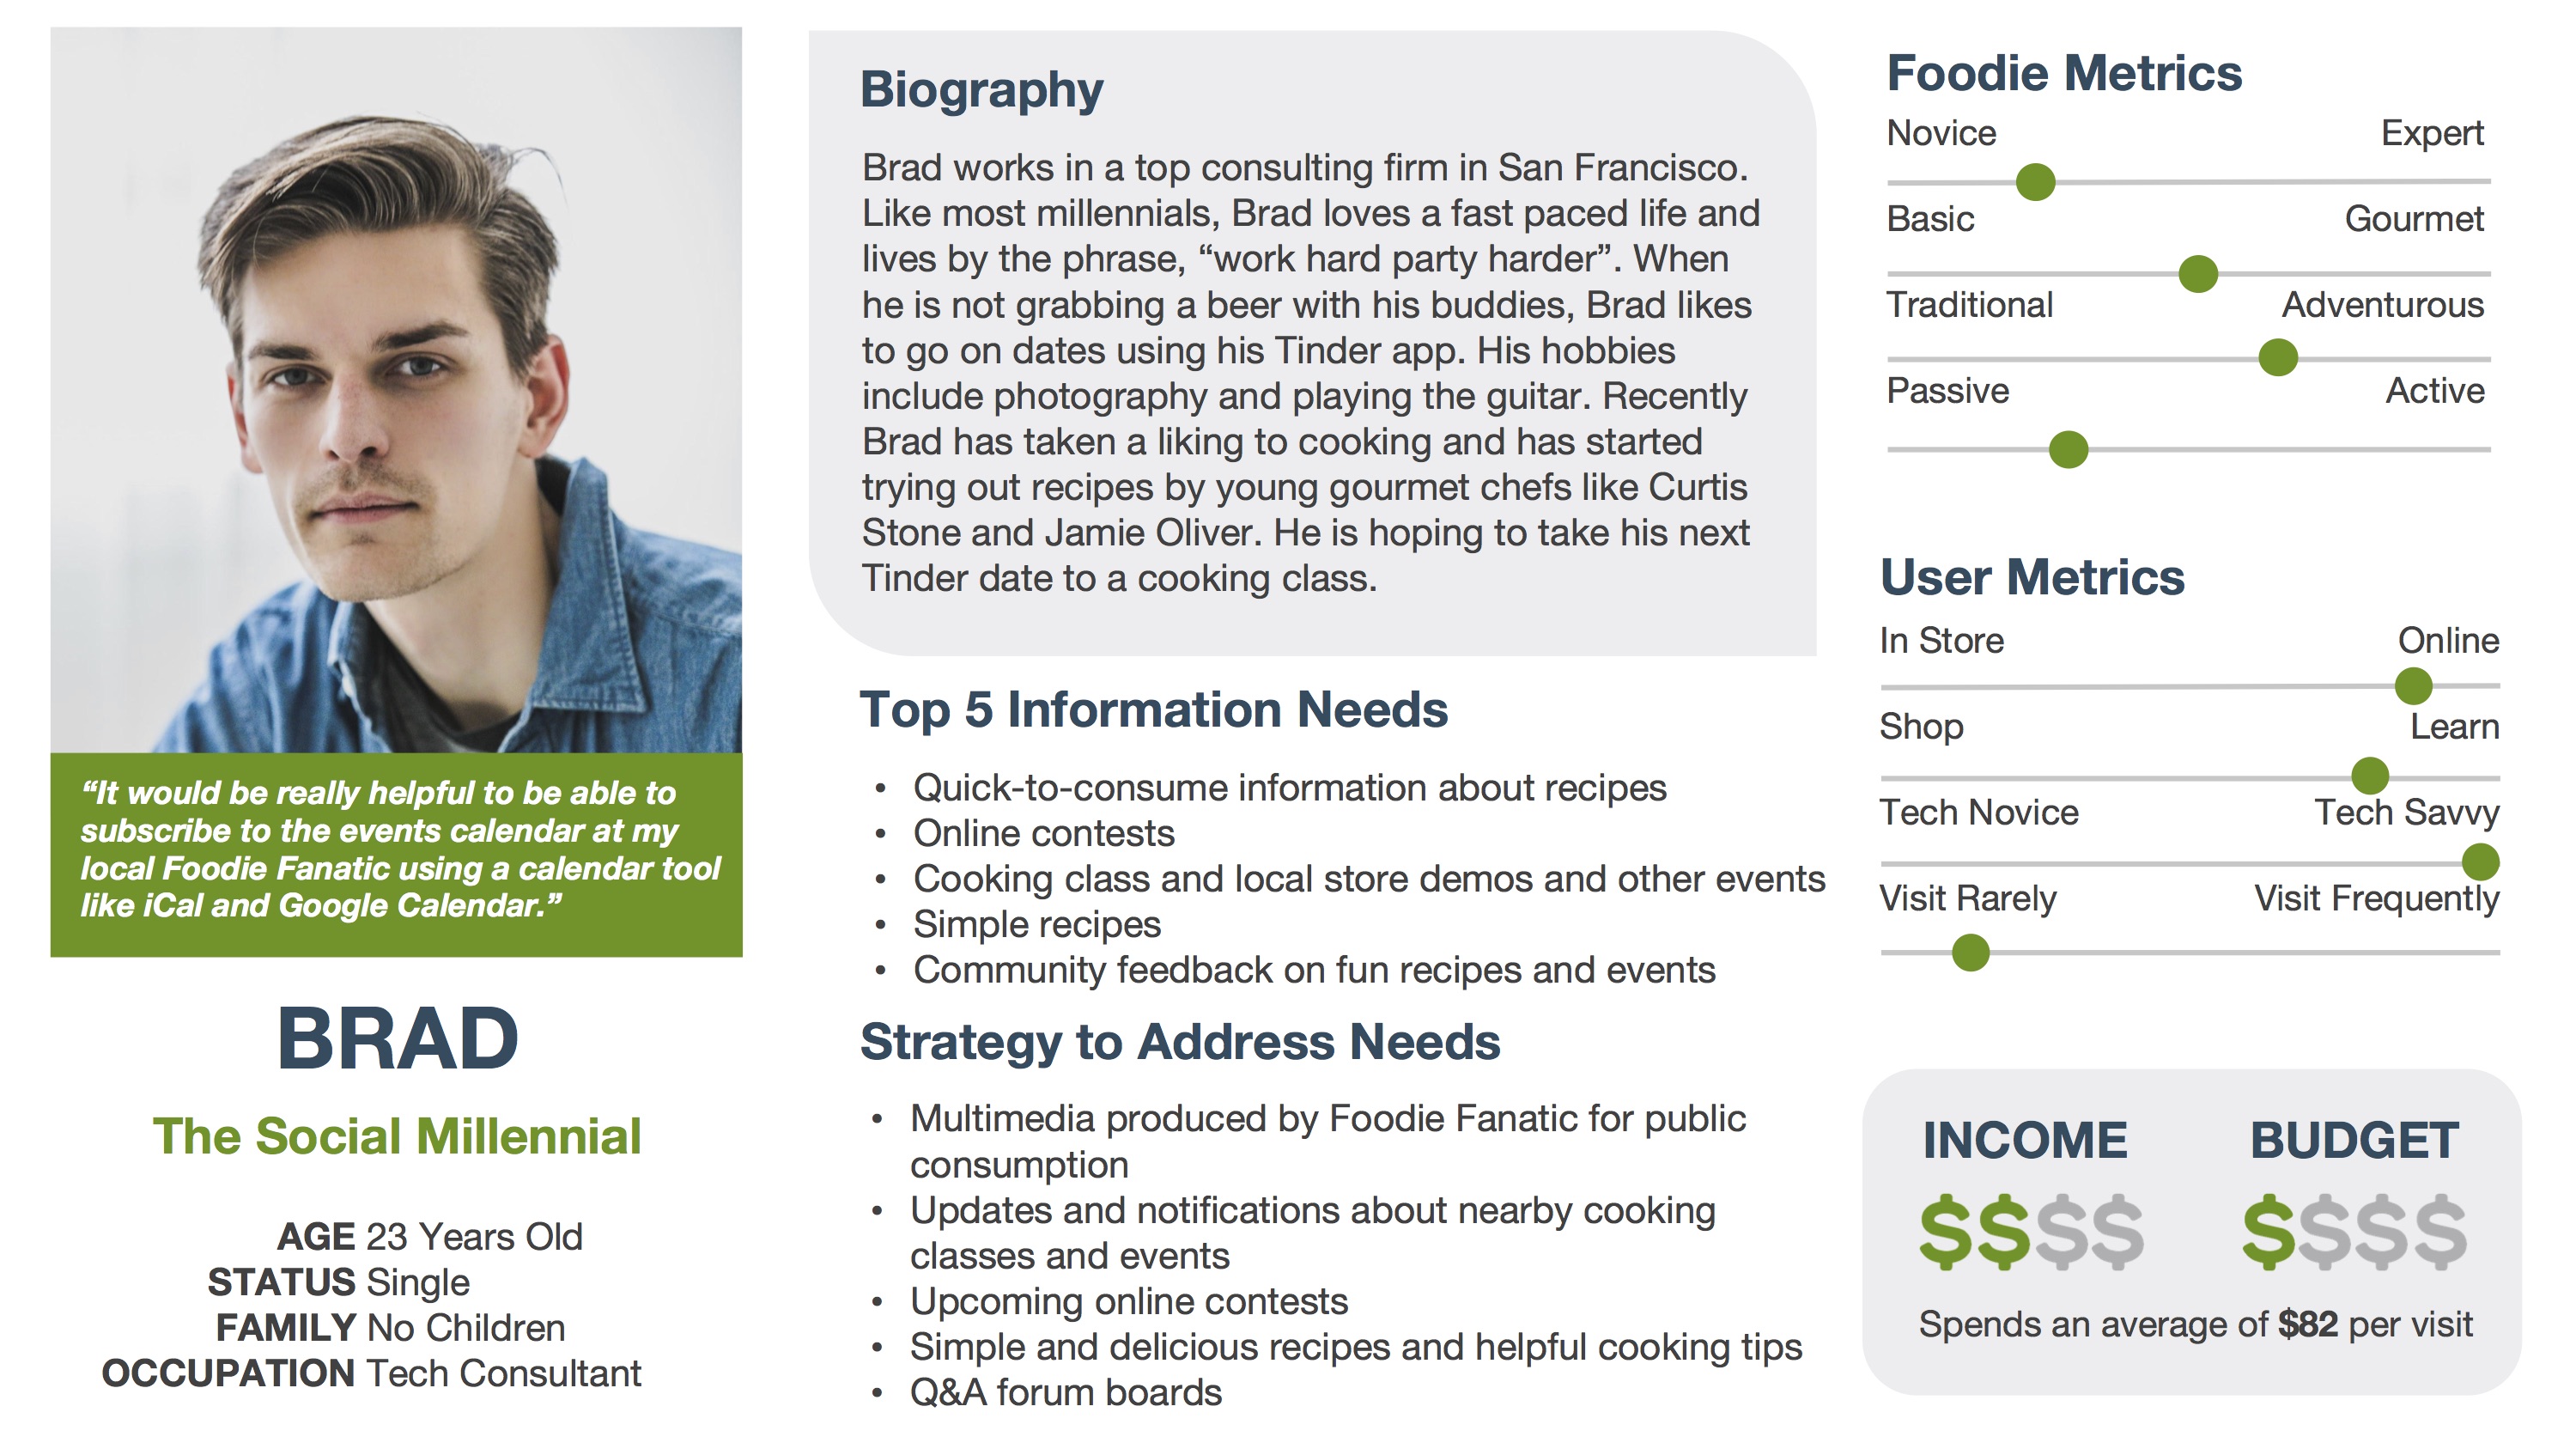 “It would be really helpful to be able to
subscribe to the events calendar at my
local Foodie Fanatic using a calendar tool
like iCal and Google Calendar.”
BRAD
The Social Millennial
AGE 23 Years Old
STATUS Single
FAMILY No Children
OCCUPATION Tech Consultant
Biography
Brad works in a top consulting firm in San Francisco.
Like most millennials, Brad loves a fast paced life and
lives by the phrase, “work hard party harder”. When
he is not grabbing a beer with his buddies, Brad likes
to go on dates using his Tinder app. His hobbies
include photography and playing the guitar. Recently
Brad has taken a liking to cooking and has started
trying out recipes by young gourmet chefs like Curtis
Stone and Jamie Oliver. He is hoping to take his next
Tinder date to a cooking class.
Top 5 Information Needs
• Quick-to-consume information about recipes
• Online contests
• Cooking class and local store demos and other events
• Simple recipes
• Community feedback on fun recipes and events
Strategy to Address Needs
• Multimedia produced by Foodie Fanatic for public
consumption
• Updates and notifications about nearby cooking
classes and events
• Upcoming online contests
• Simple and delicious recipes and helpful cooking tips
• Q&A forum boards
Foodie Metrics
Novice Expert
Basic Gourmet
Traditional Adventurous
Passive Active
User Metrics
In Store Online
Shop Learn
Tech Novice Tech Savvy
Visit Rarely Visit Frequently
INCOME BUDGET
$$$$ $$$$
Spends an average of $82 per visit